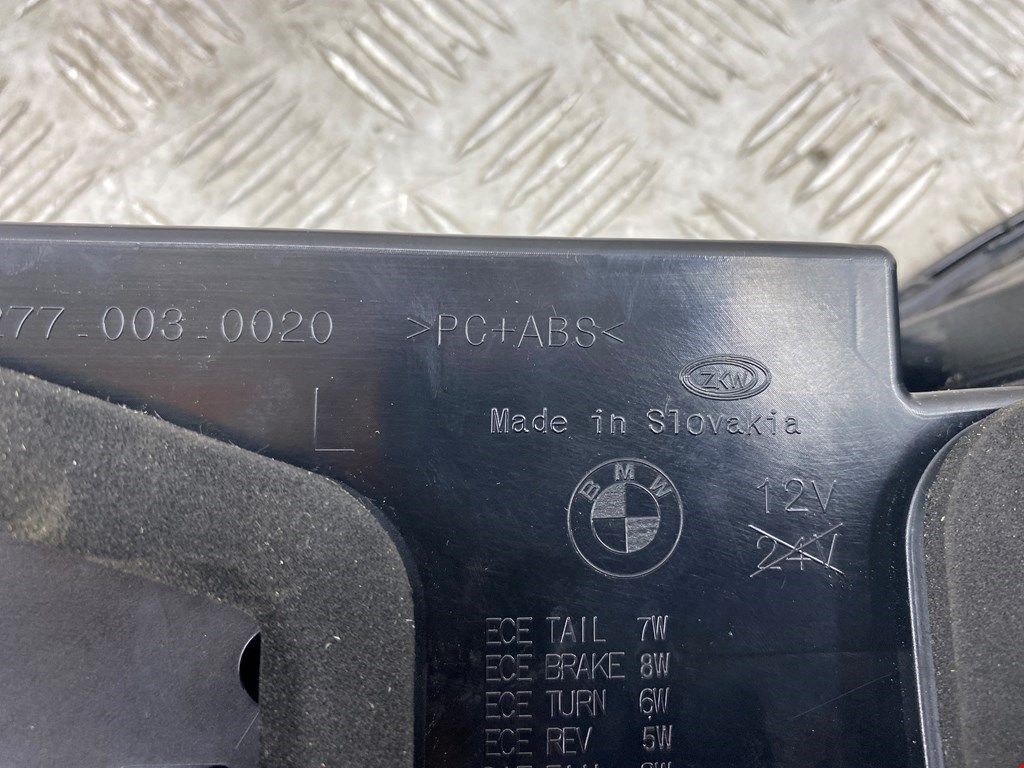 277.003.0020 >PC+ABS<
L
ZKW
Made in Slovakia
BMW
12V
24V
ECE TAIL 7W
ECE BRAKE 8W
ECE TURN 6W
ECE REV 5W